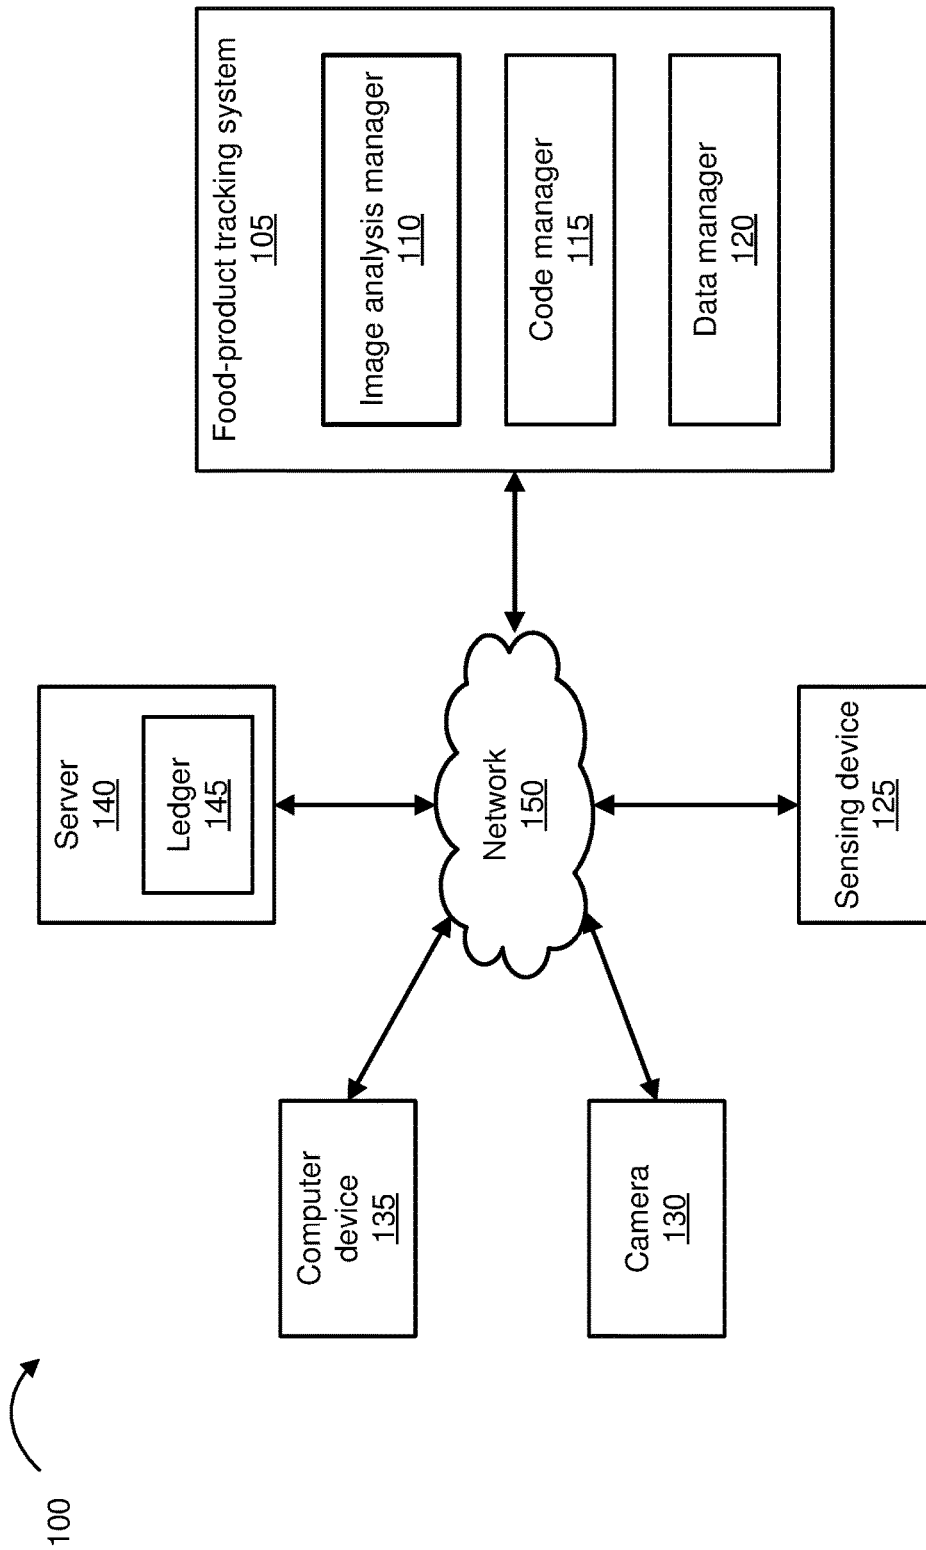 100
Computer
device
135
Camera
130
Server
140
Ledger
145
Network
150
Sensing device
125
Food-product tracking system
105
Image analysis manager
110
Code manager
115
Data manager
120